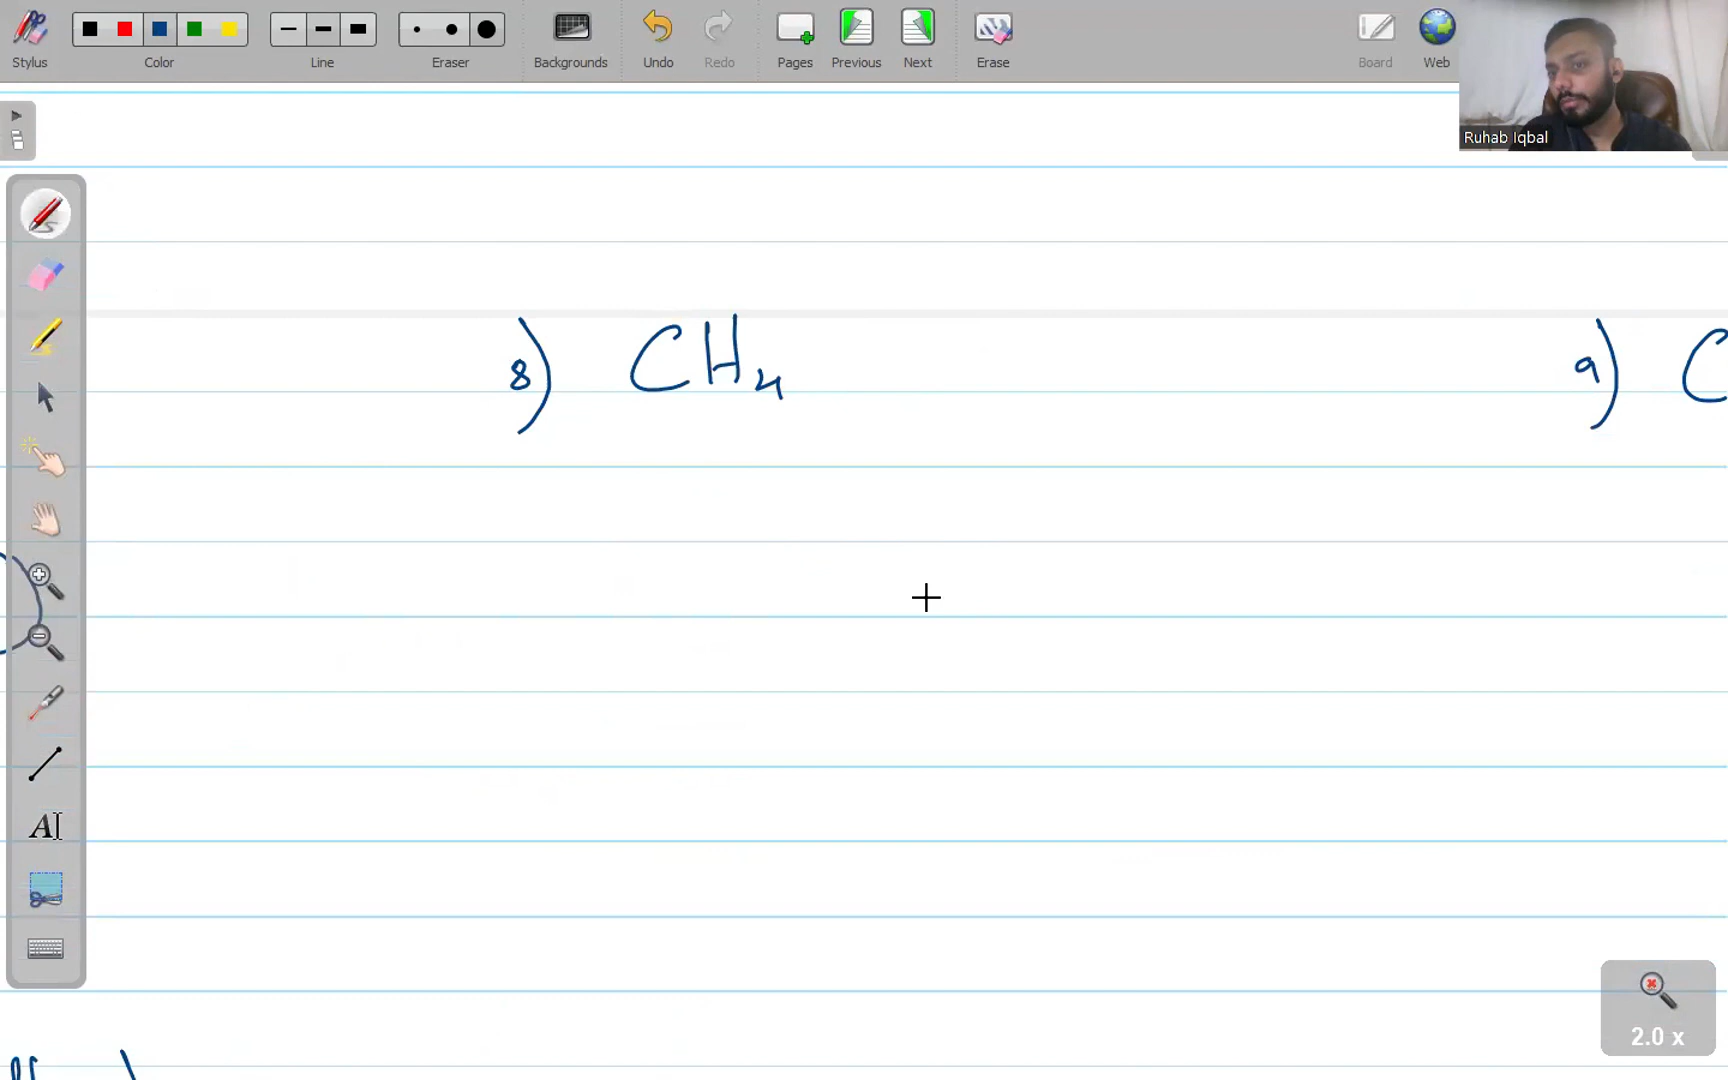 Stylus Color Line Eraser Backgrounds Undo Redo Pages Previous Next Erase Board Web
Ruhab Iqbal
8) CH₄ 9) C
AI
2.0 x